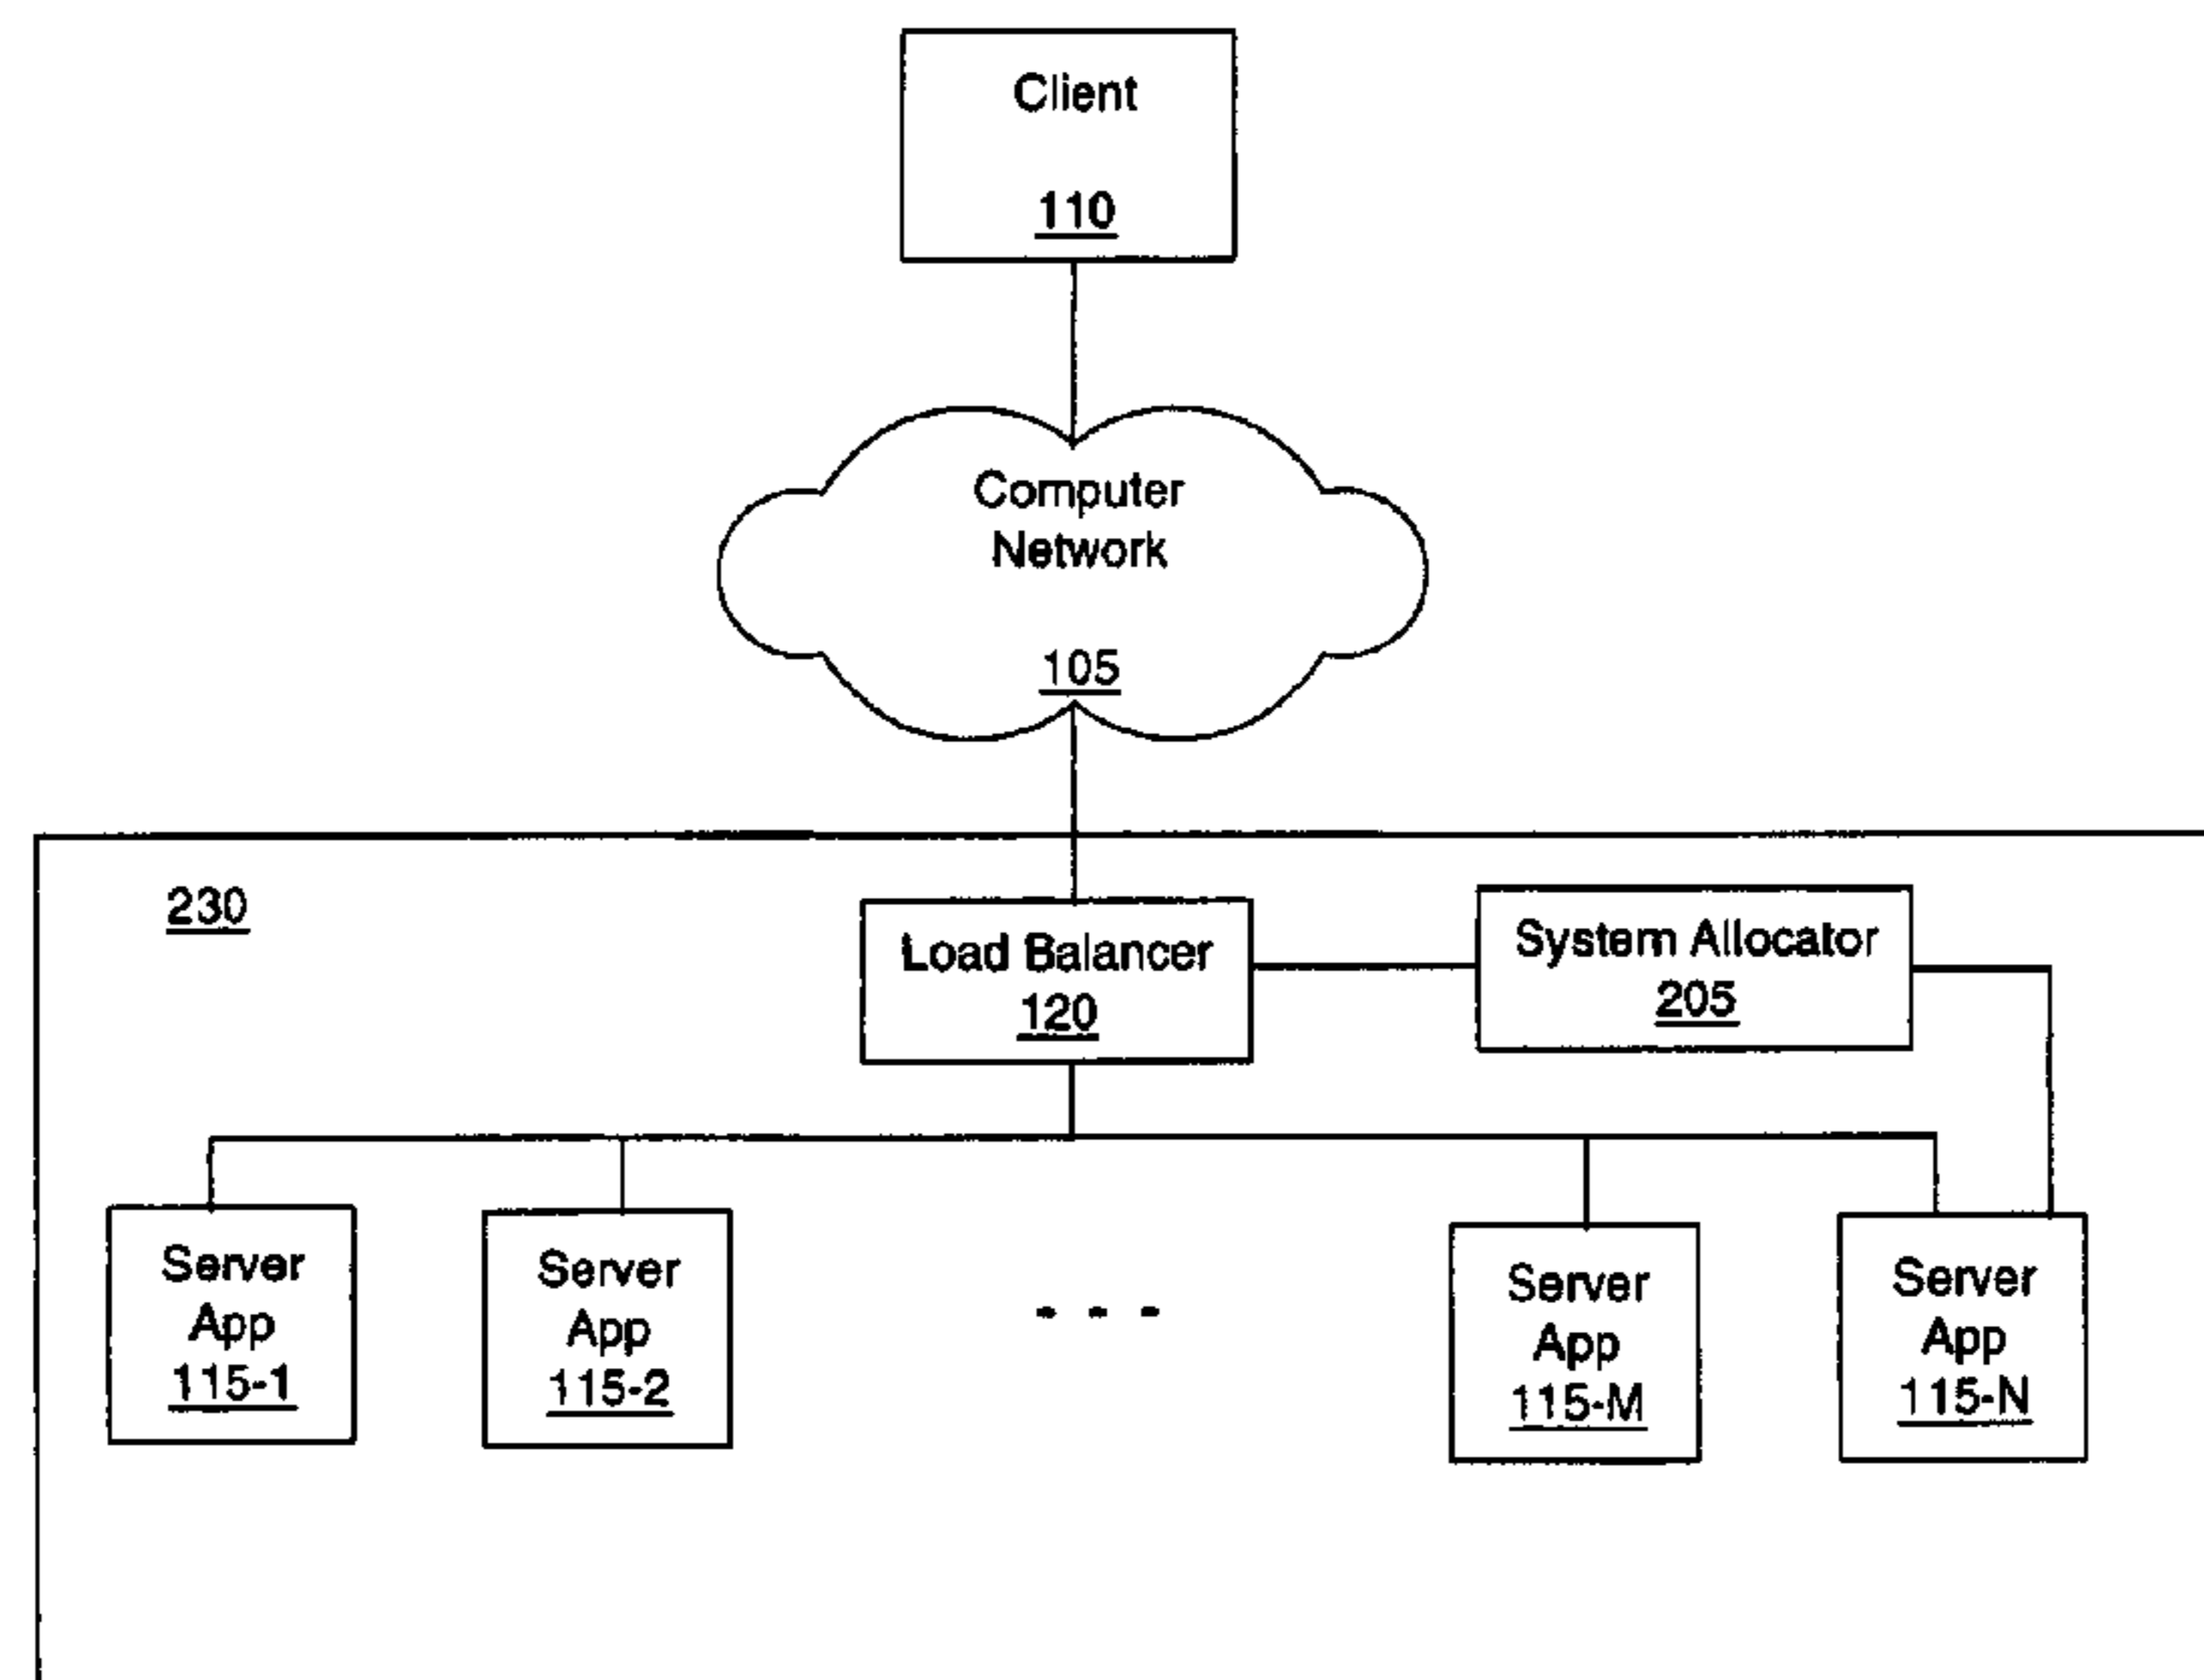 Client
110
Computer
Network
105
230
Load Balancer
120
System Allocator
205
Server
App
115-1
Server
App
115-2
- - -
Server
App
115-M
Server
App
115-N